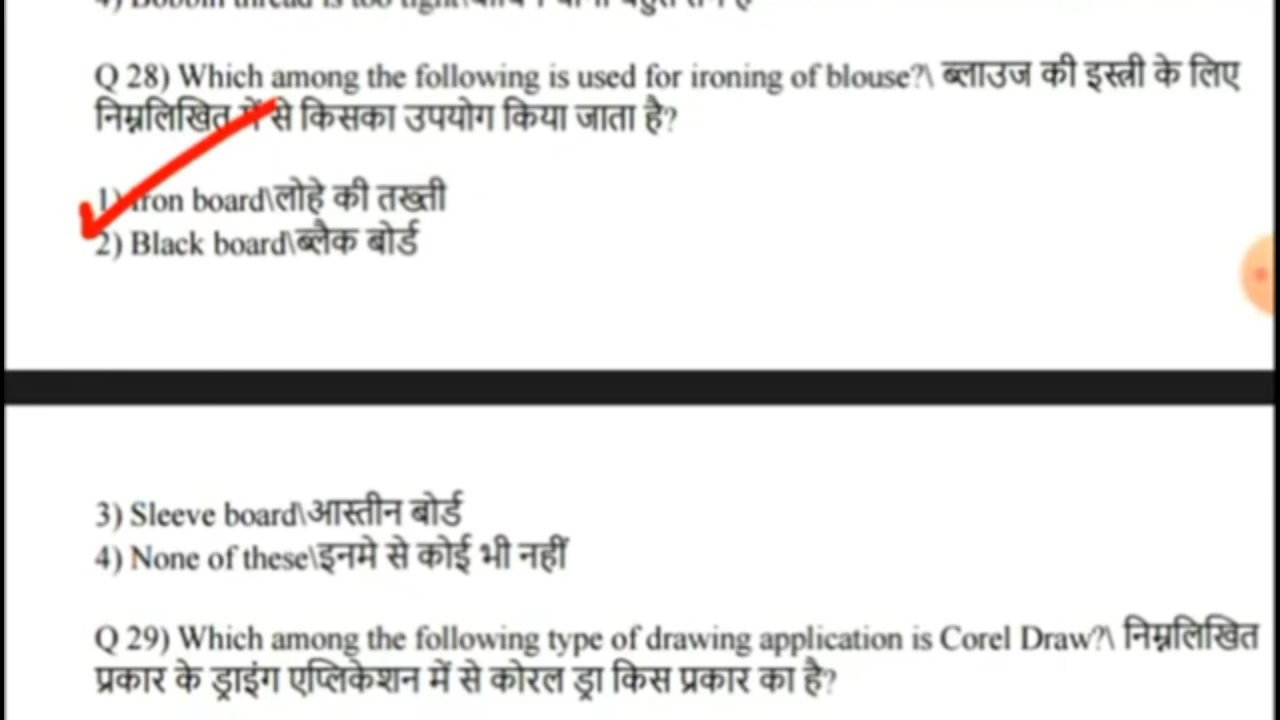 Q 28) Which among the following is used for ironing of blouse?\ ब्लाउज की इस्त्री के लिए
निम्नलिखित में से किसका उपयोग किया जाता है?
1) Iron board\लोहे की तख्ती
2) Black board\ब्लैक बोर्ड
3) Sleeve board\आस्तीन बोर्ड
4) None of these\इनमे से कोई भी नहीं
Q 29) Which among the following type of drawing application is Corel Draw?\ निम्नलिखित
प्रकार के ड्राइंग एप्लिकेशन में से कोरल ड्रा किस प्रकार का है?